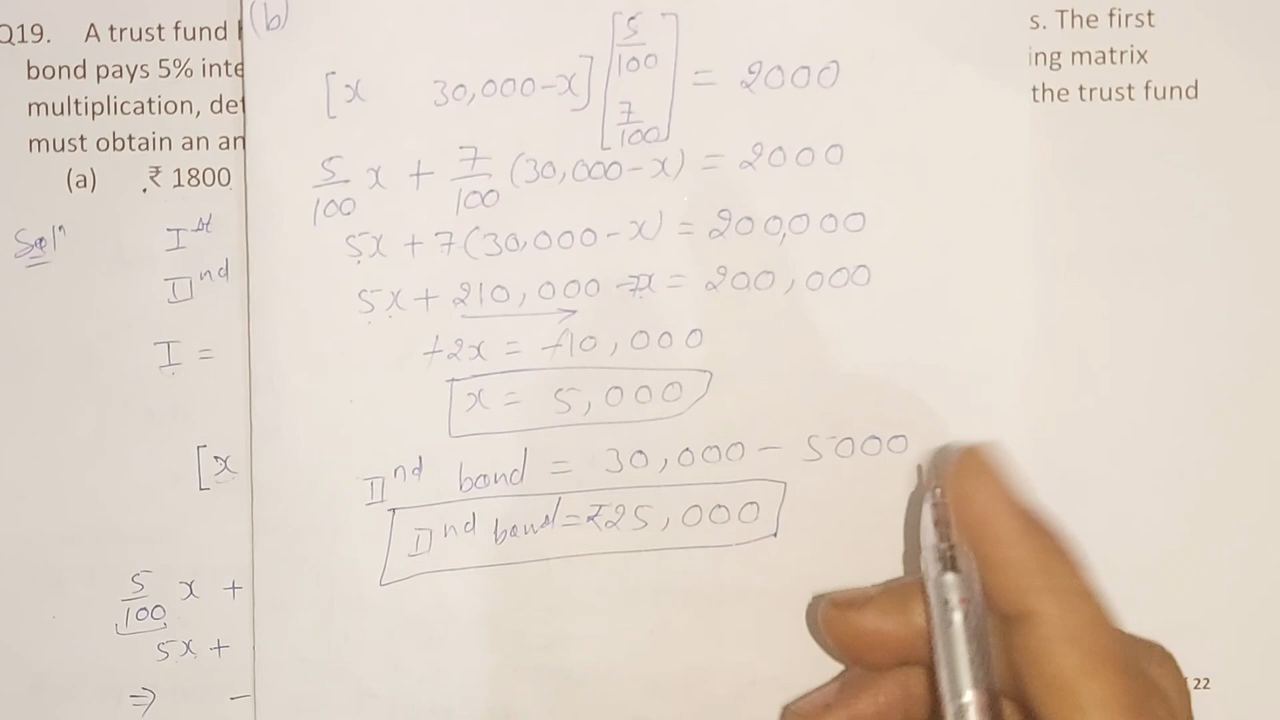 Q19. A trust fund
bond pays 5% inte
multiplication, det
must obtain an an
(a) ₹ 1800
s. The first
ing matrix
the trust fund
Solⁿ
Iˢᵗ
IIⁿᵈ
I =
[x
5/100 x +
5x +
⇒ −
(b)
[x 30,000−x] [5/100 7/100] = 2000
5/100 x + 7/100 (30,000−x) = 2000
5x + 7(30,000−x) = 200,000
5x + 210,000 −7x = 200,000
+2x = +10,000
x = 5,000
IIⁿᵈ bond = 30,000 − 5000
IIⁿᵈ bond = ₹25,000
22